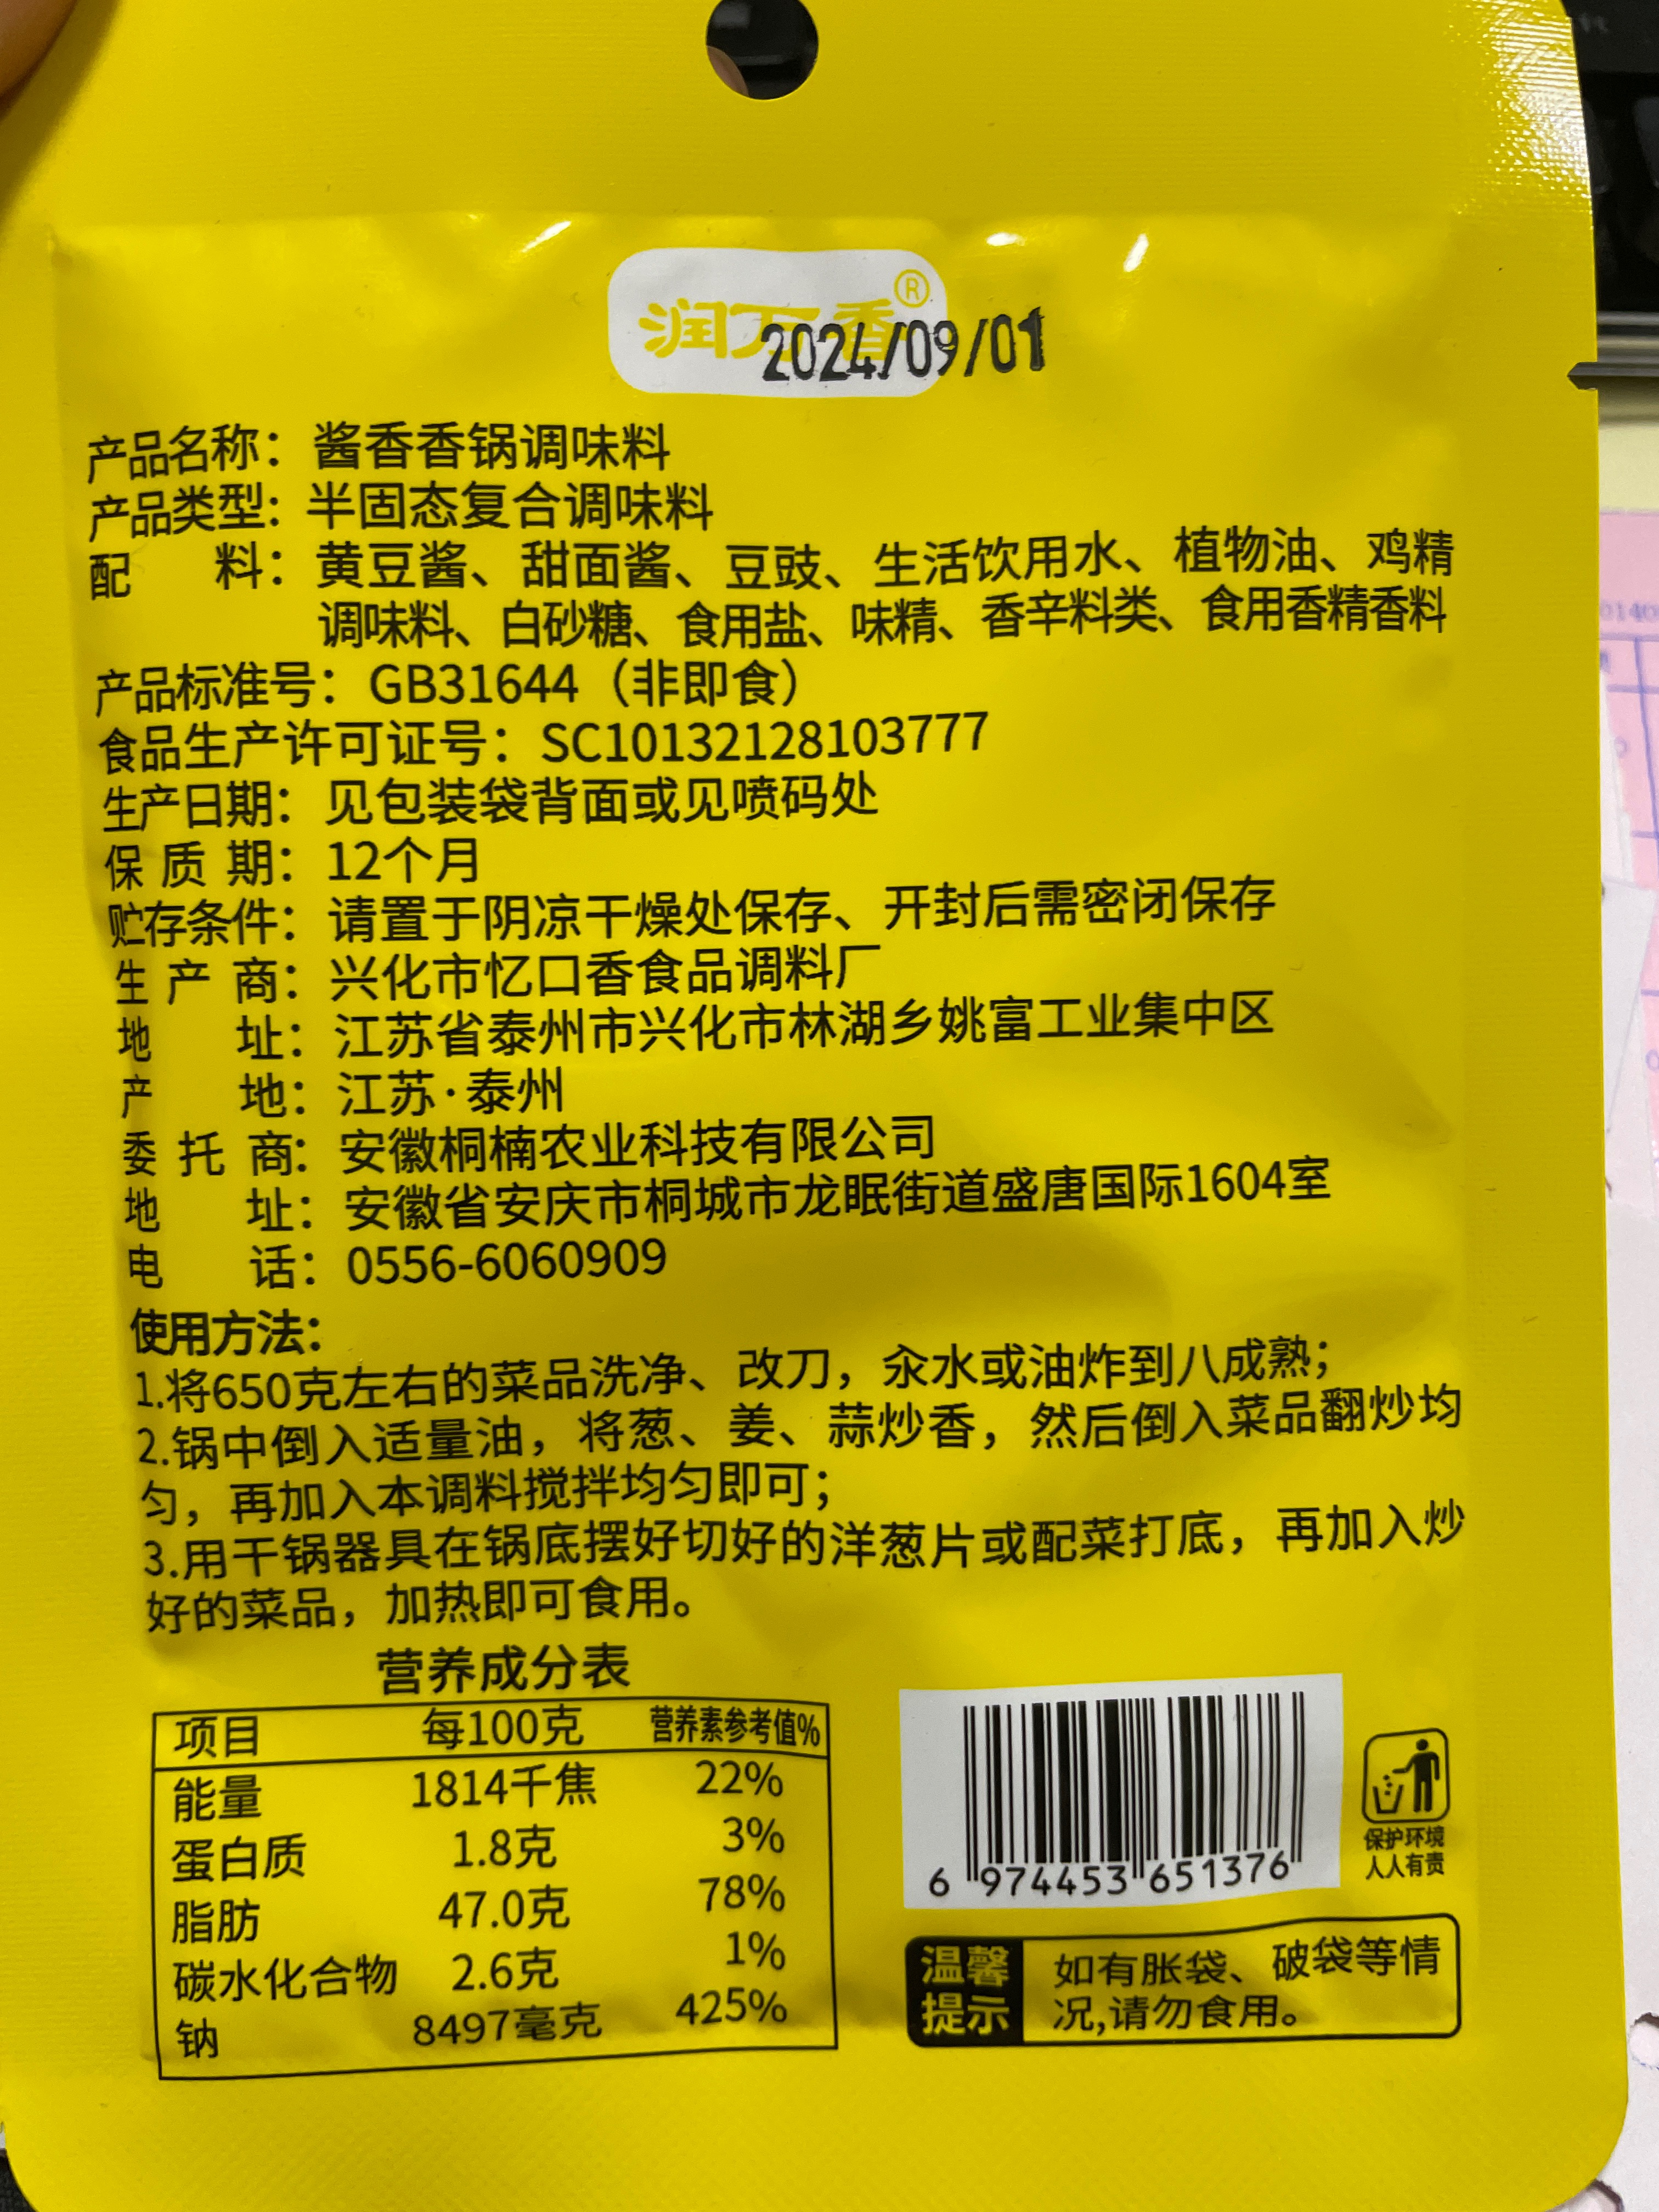 润万香®
2024/09/01
产品名称：酱香香锅调味料
产品类型：半固态复合调味料
配 料：黄豆酱、甜面酱、豆豉、生活饮用水、植物油、鸡精
调味料、白砂糖、食用盐、味精、香辛料类、食用香精香料
产品标准号：GB31644（非即食）
食品生产许可证号：SC10132128103777
生产日期：见包装袋背面或见喷码处
保 质 期：12个月
贮存条件：请置于阴凉干燥处保存、开封后需密闭保存
生 产 商：兴化市忆口香食品调料厂
地 址：江苏省泰州市兴化市林湖乡姚富工业集中区
产 地：江苏·泰州
委 托 商：安徽桐楠农业科技有限公司
地 址：安徽省安庆市桐城市龙眠街道盛唐国际1604室
电 话：0556-6060909
使用方法：
1.将650克左右的菜品洗净、改刀，汆水或油炸到八成熟；
2.锅中倒入适量油，将葱、姜、蒜炒香，然后倒入菜品翻炒均
匀，再加入本调料搅拌均匀即可；
3.用干锅器具在锅底摆好切好的洋葱片或配菜打底，再加入炒
好的菜品，加热即可食用。
营养成分表
项目 每100克 营养素参考值%
能量 1814千焦 22%
蛋白质 1.8克 3%
脂肪 47.0克 78%
碳水化合物 2.6克 1%
钠 8497毫克 425%
6 974453 651376
保护环境
人人有责
温馨
提示
如有胀袋、破袋等情
况,请勿食用。